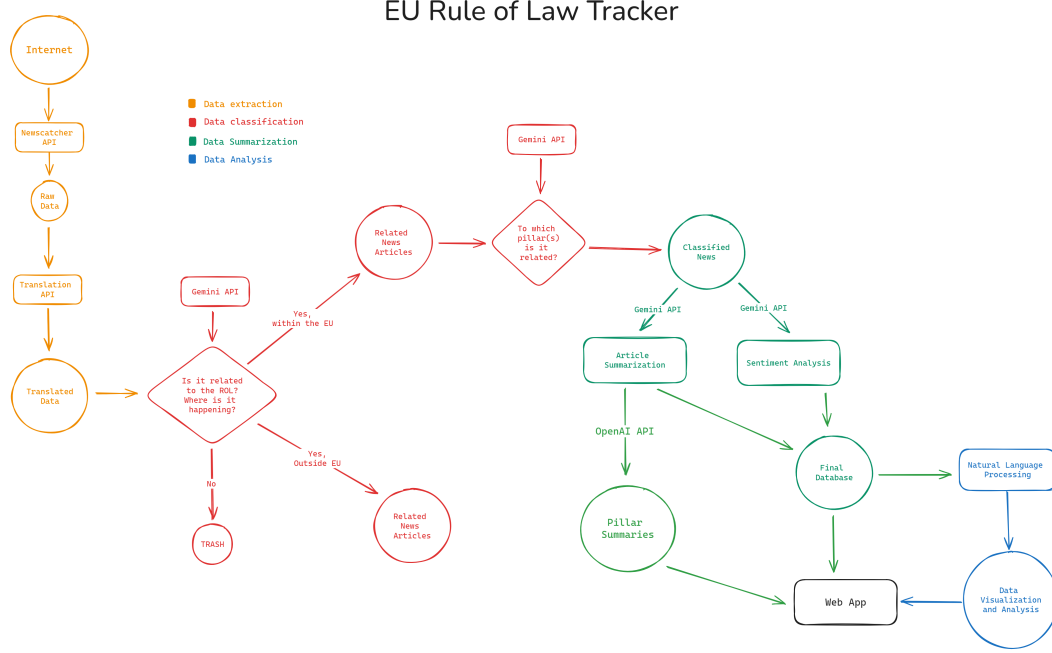 EU Rule of Law Tracker
Internet
Newscatcher
API
Raw
Data
Translation
API
Translated
Data
Data extraction
Data classification
Data Summarization
Data Analysis
Gemini API
Is it related
to the ROL?
Where is it
happening?
Yes,
within the EU
Yes,
Outside EU
No
TRASH
Related
News
Articles
Related
News
Articles
Gemini API
To which
pillar(s)
is it
related?
Classified
News
Gemini API
Gemini API
Article
Summarization
Sentiment Analysis
OpenAI API
Pillar
Summaries
Final
Database
Web App
Natural Language
Processing
Data
Visualization
and Analysis